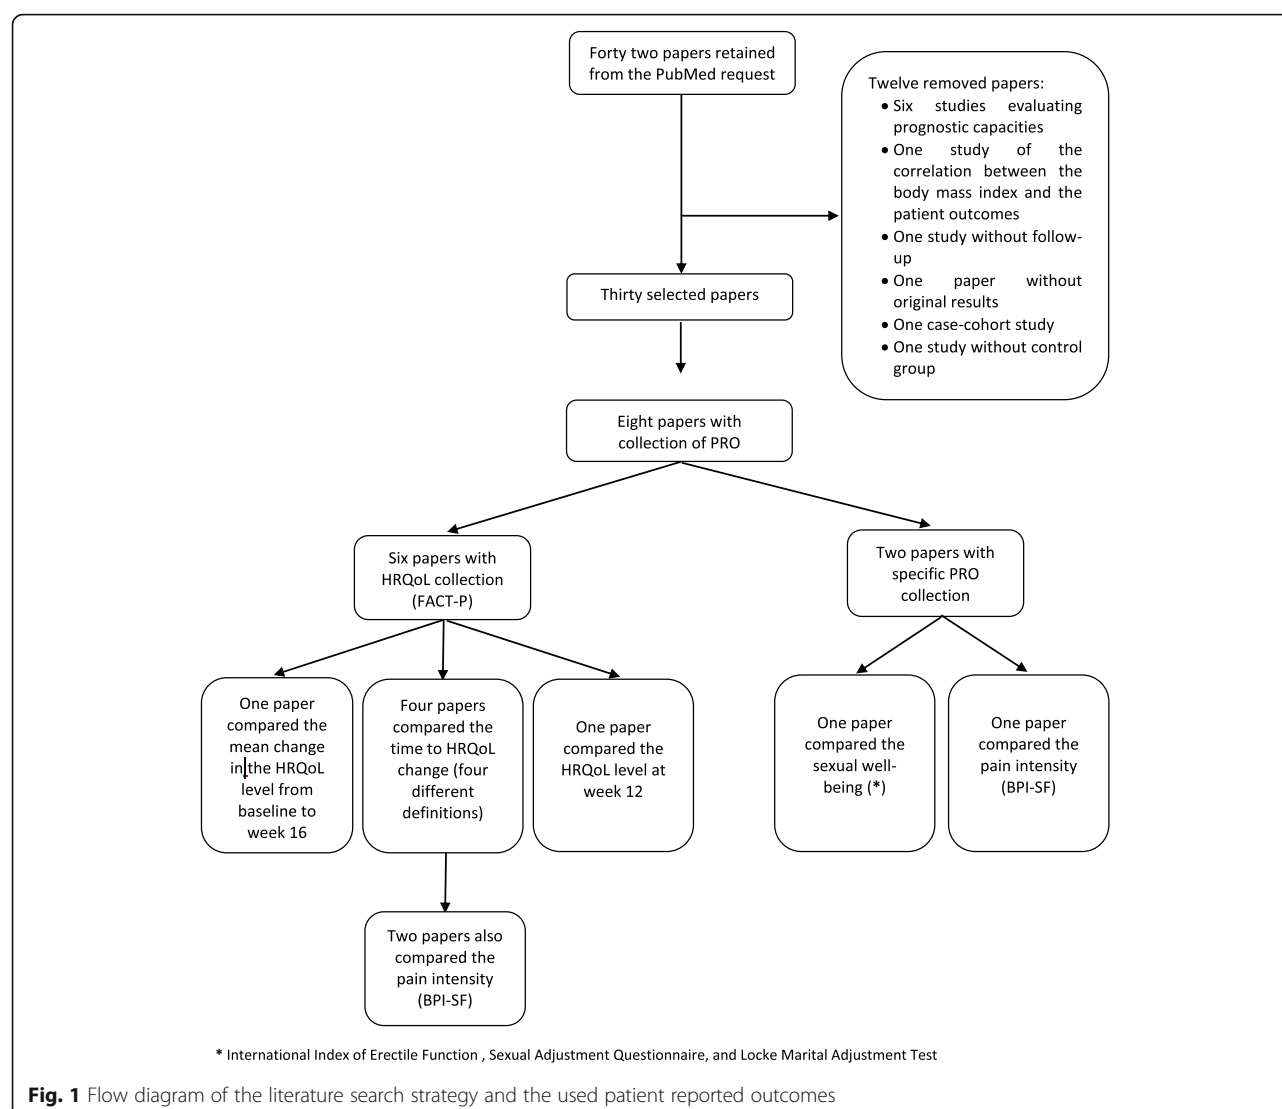 Forty two papers retained
from the PubMed request
Twelve removed papers:
• Six studies evaluating
prognostic capacities
• One study of the
correlation between the
body mass index and the
patient outcomes
• One study without follow-
up
• One paper without
original results
• One case-cohort study
• One study without control
group
Thirty selected papers
Eight papers with
collection of PRO
Six papers with
HRQoL collection
(FACT-P)
Two papers with
specific PRO
collection
One paper
compared the
mean change
in the HRQoL
level from
baseline to
week 16
Four papers
compared the
time to HRQoL
change (four
different
definitions)
One paper
compared the
HRQoL level at
week 12
One paper
compared the
sexual well-
being (*)
One paper
compared the
pain intensity
(BPI-SF)
Two papers also
compared the
pain intensity
(BPI-SF)
* International Index of Erectile Function , Sexual Adjustment Questionnaire, and Locke Marital Adjustment Test
Fig. 1 Flow diagram of the literature search strategy and the used patient reported outcomes